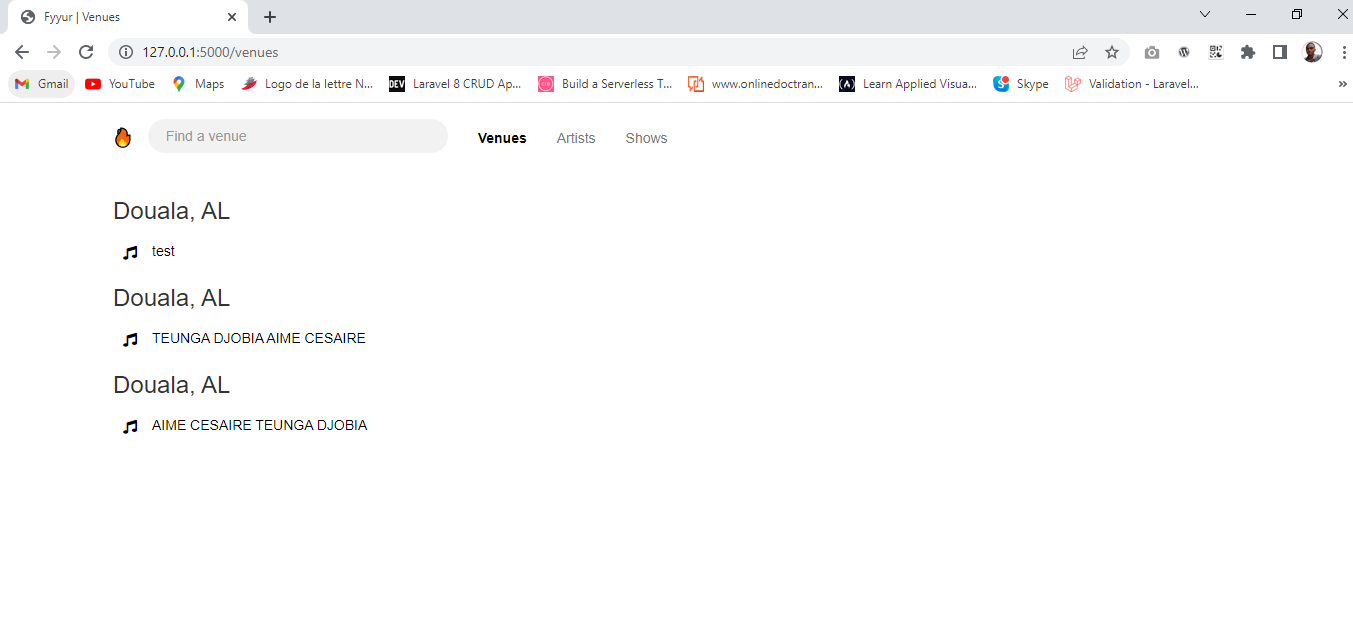 Fyyur | Venues
127.0.0.1:5000/venues
Gmail YouTube Maps Logo de la lettre N... DEV Laravel 8 CRUD Ap... Build a Serverless T... www.onlinedoctran... (A) Learn Applied Visua... S Skype Validation - Laravel... »
Find a venue Venues Artists Shows
Douala, AL
test
Douala, AL
TEUNGA DJOBIA AIME CESAIRE
Douala, AL
AIME CESAIRE TEUNGA DJOBIA